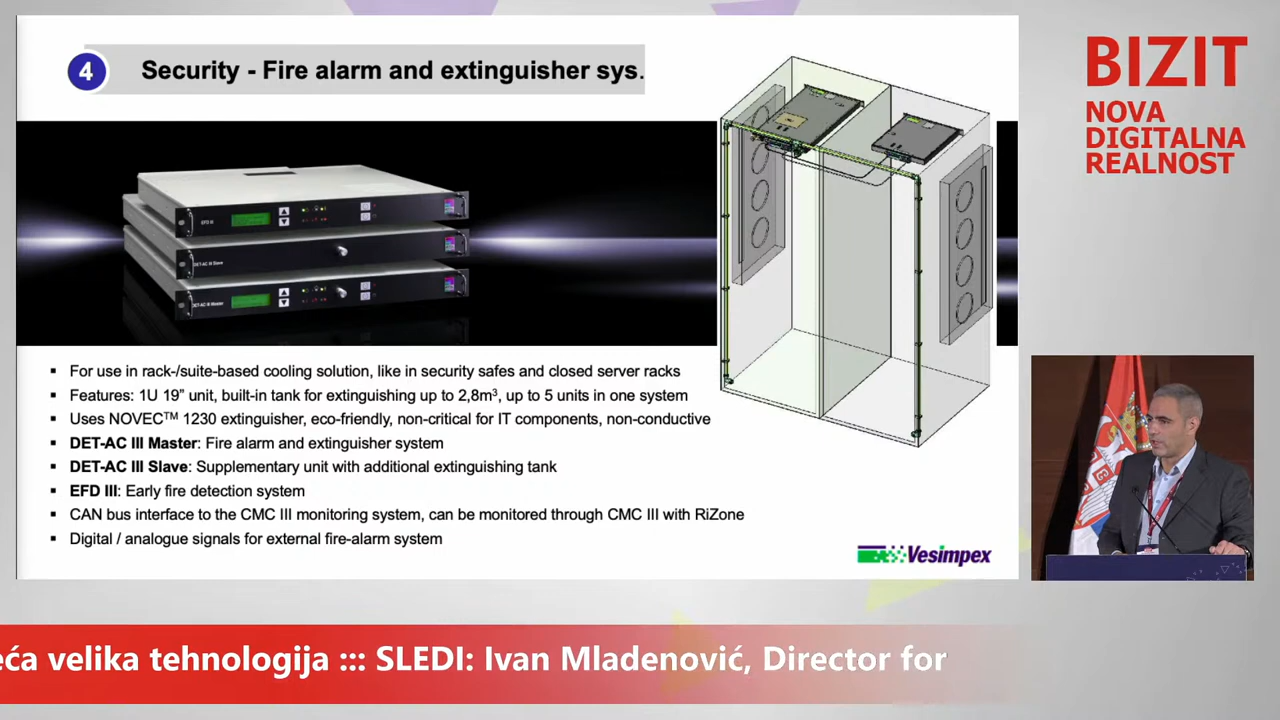 4
Security - Fire alarm and extinguisher sys.
BIZIT
NOVA
DIGITALNA
REALNOST
EFD III
DET-AC III Slave
DET-AC III Master
▪ For use in rack-/suite-based cooling solution, like in security safes and closed server racks
▪ Features: 1U 19” unit, built-in tank for extinguishing up to 2,8m³, up to 5 units in one system
▪ Uses NOVEC™ 1230 extinguisher, eco-friendly, non-critical for IT components, non-conductive
▪ DET-AC III Master: Fire alarm and extinguisher system
▪ DET-AC III Slave: Supplementary unit with additional extinguishing tank
▪ EFD III: Early fire detection system
▪ CAN bus interface to the CMC III monitoring system, can be monitored through CMC III with RiZone
▪ Digital / analogue signals for external fire-alarm system
Vesimpex
eća velika tehnologija ::: SLEDI: Ivan Mladenović, Director for